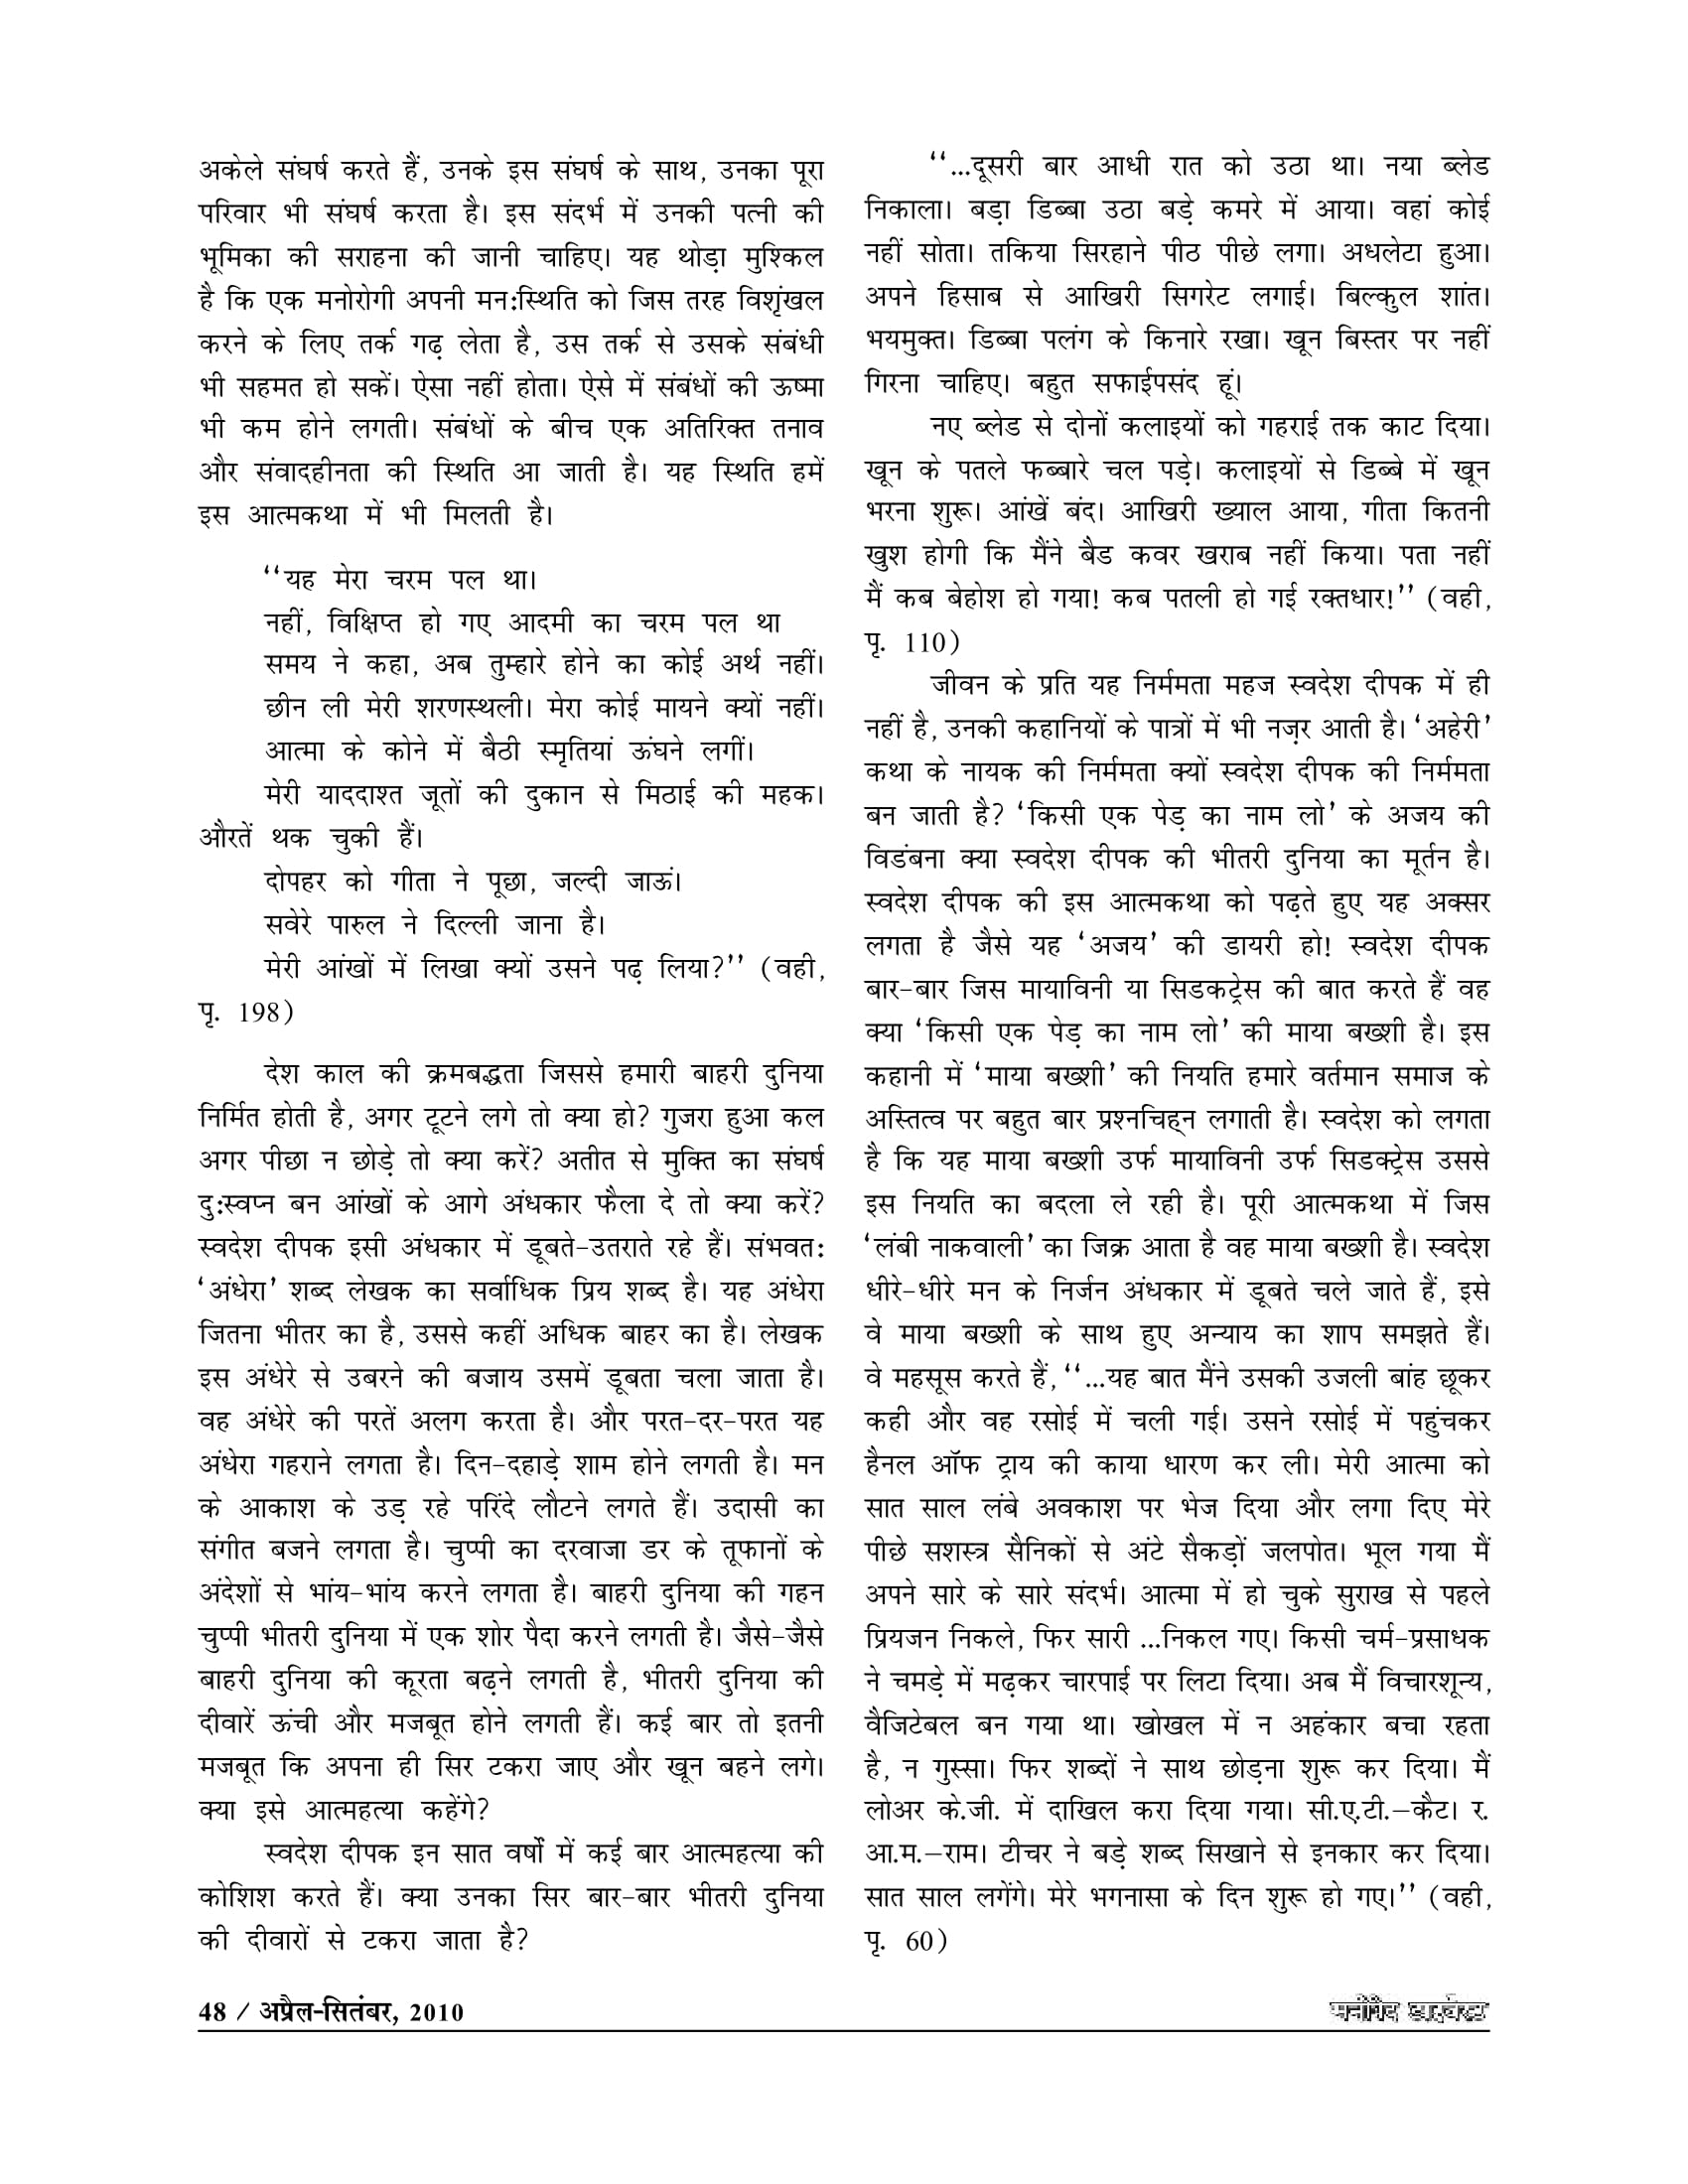 अकेले संघर्ष करते हैं, उनके इस संघर्ष के साथ, उनका पूरा
परिवार भी संघर्ष करता है। इस संदर्भ में उनकी पत्नी की
भूमिका की सराहना की जानी चाहिए। यह थोड़ा मुश्किल
है कि एक मनोरोगी अपनी मन:स्थिति को जिस तरह विशृंखल
करने के लिए तर्क गढ़ लेता है, उस तर्क से उसके संबंधी
भी सहमत हो सकें। ऐसा नहीं होता। ऐसे में संबंधों की ऊष्मा
भी कम होने लगती। संबंधों के बीच एक अतिरिक्त तनाव
और संवादहीनता की स्थिति आ जाती है। यह स्थिति हमें
इस आत्मकथा में भी मिलती है।
‘‘यह मेरा चरम पल था।
नहीं, विक्षिप्त हो गए आदमी का चरम पल था
समय ने कहा, अब तुम्हारे होने का कोई अर्थ नहीं।
छीन ली मेरी शरणस्थली। मेरा कोई मायने क्यों नहीं।
आत्मा के कोने में बैठी स्मृतियां ऊंघने लगीं।
मेरी याददाश्त जूतों की दुकान से मिठाई की महक।
औरतें थक चुकी हैं।
दोपहर को गीता ने पूछा, जल्दी जाऊं।
सवेरे पारुल ने दिल्ली जाना है।
मेरी आंखों में लिखा क्यों उसने पढ़ लिया?’’ (वही,
पृ. 198)
देश काल की क्रमबद्धता जिससे हमारी बाहरी दुनिया
निर्मित होती है, अगर टूटने लगे तो क्या हो? गुजरा हुआ कल
अगर पीछा न छोड़े तो क्या करें? अतीत से मुक्ति का संघर्ष
दु:स्वप्न बन आंखों के आगे अंधकार फैला दे तो क्या करें?
स्वदेश दीपक इसी अंधकार में डूबते-उतराते रहे हैं। संभवत:
‘अंधेरा’ शब्द लेखक का सर्वाधिक प्रिय शब्द है। यह अंधेरा
जितना भीतर का है, उससे कहीं अधिक बाहर का है। लेखक
इस अंधेरे से उबरने की बजाय उसमें डूबता चला जाता है।
वह अंधेरे की परतें अलग करता है। और परत-दर-परत यह
अंधेरा गहराने लगता है। दिन-दहाड़े शाम होने लगती है। मन
के आकाश के उड़ रहे परिंदे लौटने लगते हैं। उदासी का
संगीत बजने लगता है। चुप्पी का दरवाजा डर के तूफानों के
अंदेशों से भांय-भांय करने लगता है। बाहरी दुनिया की गहन
चुप्पी भीतरी दुनिया में एक शोर पैदा करने लगती है। जैसे-जैसे
बाहरी दुनिया की कूरता बढ़ने लगती है, भीतरी दुनिया की
दीवारें ऊंची और मजबूत होने लगती हैं। कई बार तो इतनी
मजबूत कि अपना ही सिर टकरा जाए और खून बहने लगे।
क्या इसे आत्महत्या कहेंगे?
स्वदेश दीपक इन सात वर्षों में कई बार आत्महत्या की
कोशिश करते हैं। क्या उनका सिर बार-बार भीतरी दुनिया
की दीवारों से टकरा जाता है?
‘‘...दूसरी बार आधी रात को उठा था। नया ब्लेड
निकाला। बड़ा डिब्बा उठा बड़े कमरे में आया। वहां कोई
नहीं सोता। तकिया सिरहाने पीठ पीछे लगा। अधलेटा हुआ।
अपने हिसाब से आखिरी सिगरेट लगाई। बिल्कुल शांत।
भयमुक्त। डिब्बा पलंग के किनारे रखा। खून बिस्तर पर नहीं
गिरना चाहिए। बहुत सफाईपसंद हूं।
नए ब्लेड से दोनों कलाइयों को गहराई तक काट दिया।
खून के पतले फब्बारे चल पड़े। कलाइयों से डिब्बे में खून
भरना शुरू। आंखें बंद। आखिरी ख्याल आया, गीता कितनी
खुश होगी कि मैंने बैड कवर खराब नहीं किया। पता नहीं
मैं कब बेहोश हो गया! कब पतली हो गई रक्तधार!’’ (वही,
पृ. 110)
जीवन के प्रति यह निर्ममता महज स्वदेश दीपक में ही
नहीं है, उनकी कहानियों के पात्रों में भी नज़र आती है। ‘अहेरी’
कथा के नायक की निर्ममता क्यों स्वदेश दीपक की निर्ममता
बन जाती है? ‘किसी एक पेड़ का नाम लो’ के अजय की
विडंबना क्या स्वदेश दीपक की भीतरी दुनिया का मूर्तन है।
स्वदेश दीपक की इस आत्मकथा को पढ़ते हुए यह अक्सर
लगता है जैसे यह ‘अजय’ की डायरी हो! स्वदेश दीपक
बार-बार जिस मायाविनी या सिडकट्रेस की बात करते हैं वह
क्या ‘किसी एक पेड़ का नाम लो’ की माया बख्शी है। इस
कहानी में ‘माया बख्शी’ की नियति हमारे वर्तमान समाज के
अस्तित्व पर बहुत बार प्रश्नचिह्न लगाती है। स्वदेश को लगता
है कि यह माया बख्शी उर्फ मायाविनी उर्फ सिडक्ट्रेस उससे
इस नियति का बदला ले रही है। पूरी आत्मकथा में जिस
‘लंबी नाकवाली’ का जिक्र आता है वह माया बख्शी है। स्वदेश
धीरे-धीरे मन के निर्जन अंधकार में डूबते चले जाते हैं, इसे
वे माया बख्शी के साथ हुए अन्याय का शाप समझते हैं।
वे महसूस करते हैं, ‘‘...यह बात मैंने उसकी उजली बांह छूकर
कही और वह रसोई में चली गई। उसने रसोई में पहुंचकर
हैनल ऑफ ट्राय की काया धारण कर ली। मेरी आत्मा को
सात साल लंबे अवकाश पर भेज दिया और लगा दिए मेरे
पीछे सशस्त्र सैनिकों से अंटे सैकड़ों जलपोत। भूल गया मैं
अपने सारे के सारे संदर्भ। आत्मा में हो चुके सुराख से पहले
प्रियजन निकले, फिर सारी ...निकल गए। किसी चर्म-प्रसाधक
ने चमड़े में मढ़कर चारपाई पर लिटा दिया। अब मैं विचारशून्य,
वैजिटेबल बन गया था। खोखल में न अहंकार बचा रहता
है, न गुस्सा। फिर शब्दों ने साथ छोड़ना शुरू कर दिया। मैं
लोअर के.जी. में दाखिल करा दिया गया। सी.ए.टी.–कैट। र.
आ.म.–राम। टीचर ने बड़े शब्द सिखाने से इनकार कर दिया।
सात साल लगेंगे। मेरे भगनासा के दिन शुरू हो गए।’’ (वही,
पृ. 60)
48 / अप्रैल-सितंबर, 2010